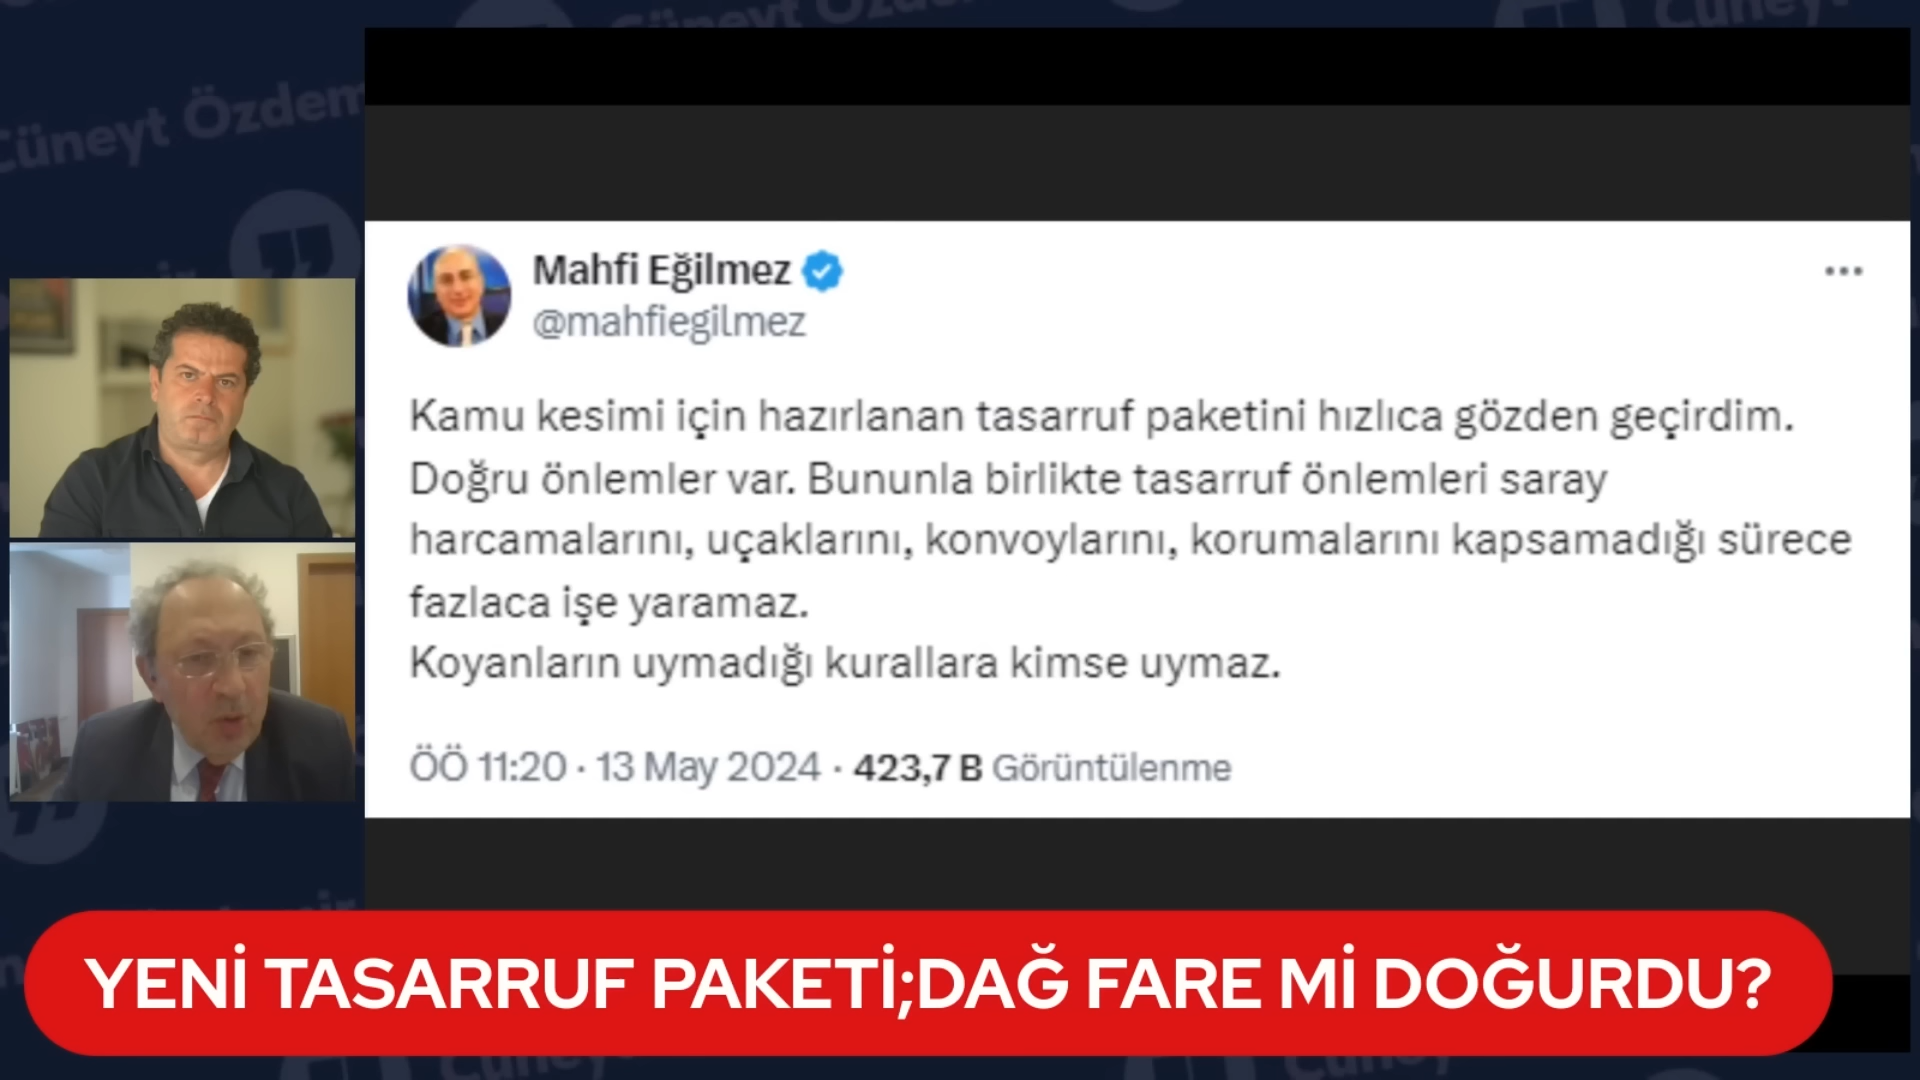 Cüneyt Özdem
Mahfi Eğilmez
@mahfiegilmez
Kamu kesimi için hazırlanan tasarruf paketini hızlıca gözden geçirdim.
Doğru önlemler var. Bununla birlikte tasarruf önlemleri saray
harcamalarını, uçaklarını, konvoylarını, korumalarını kapsamadığı sürece
fazlaca işe yaramaz.
Koyanların uymadığı kurallara kimse uymaz.
ÖÖ 11:20 · 13 May 2024 · 423,7 B Görüntülenme
YENİ TASARRUF PAKETİ;DAĞ FARE Mİ DOĞURDU?